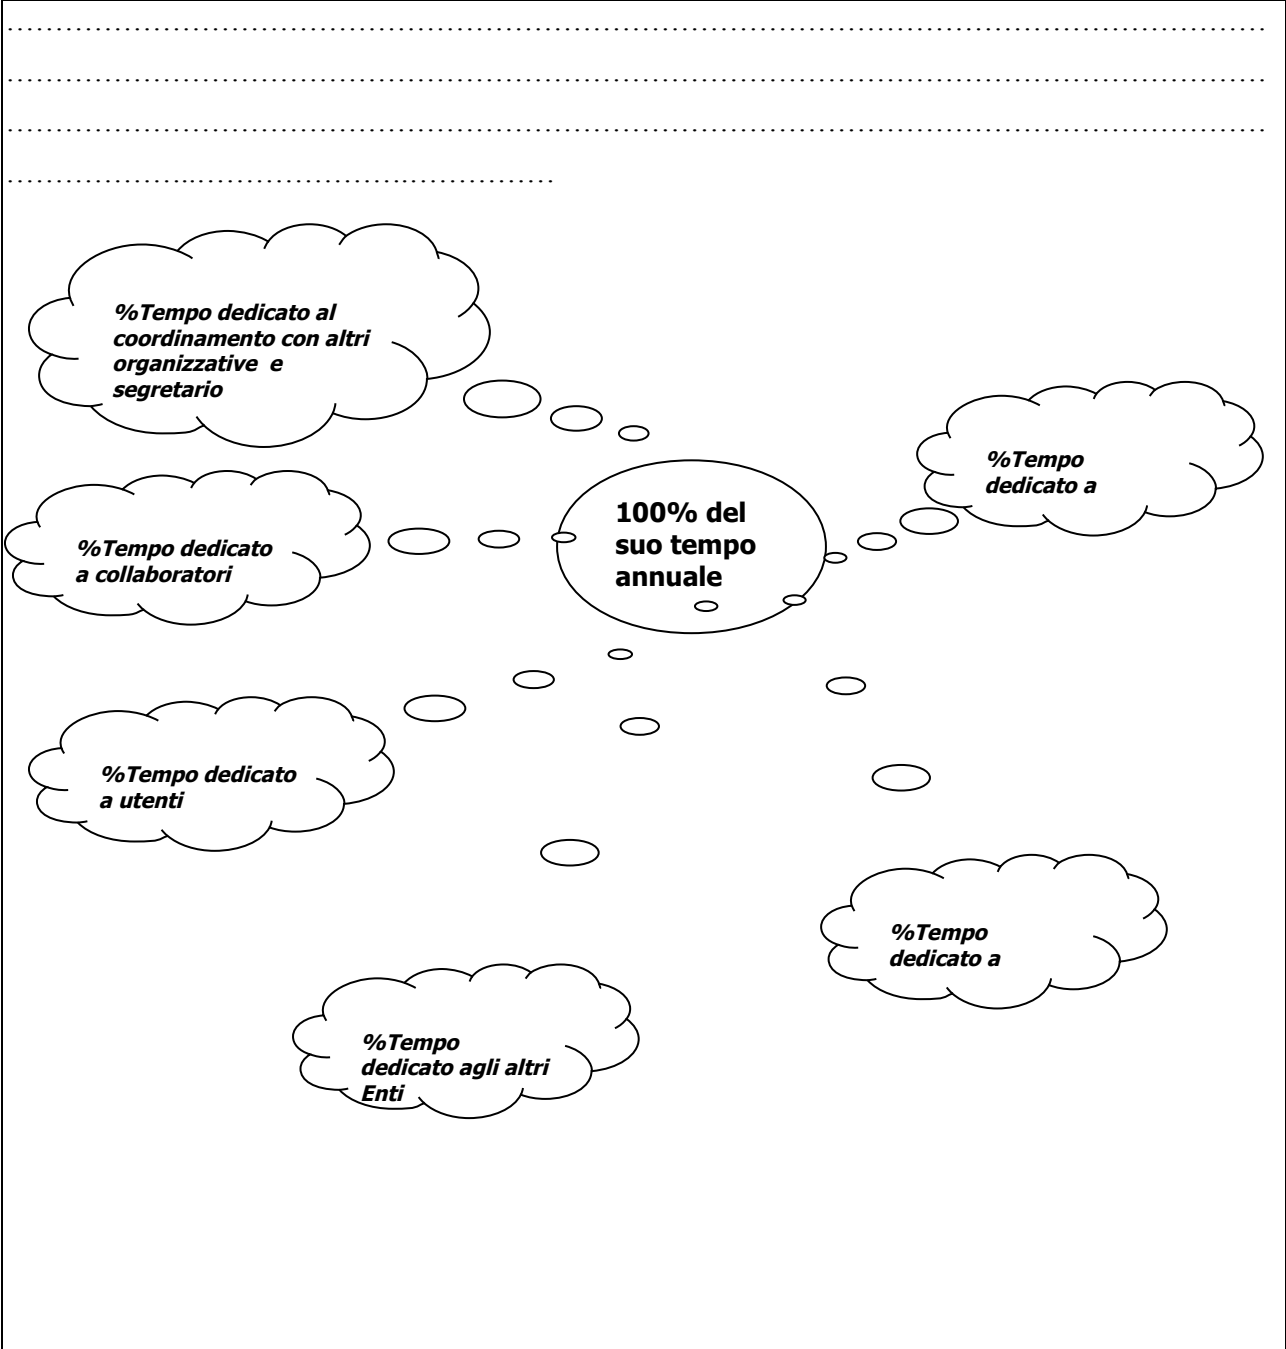 %Tempo dedicato al
coordinamento con altri
organizzative e
segretario
%Tempo
dedicato a
100% del
suo tempo
annuale
%Tempo dedicato
a collaboratori
%Tempo dedicato
a utenti
%Tempo
dedicato a
%Tempo
dedicato agli altri
Enti